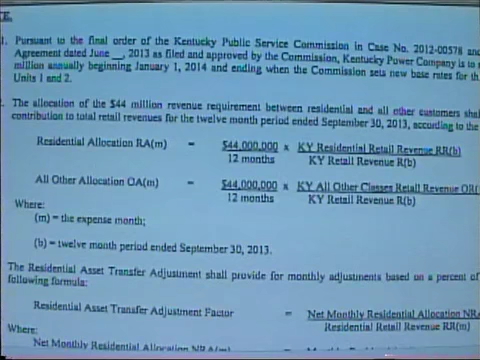 1. Pursuant to the final order of the Kentucky Public Service Commission in Case No. 2012-00578 and
Agreement dated June __, 2013 as filed and approved by the Commission, Kentucky Power Company is to
million annually beginning January 1, 2014 and ending when the Commission sets new base rates for th
Units 1 and 2.
The allocation of the $44 million revenue requirement between residential and all other customers shal
contribution to total retail revenues for the twelve month period ended September 30, 2013, according to the
Residential Allocation RA(m) = $44,000,000 x KY Residential Retail Revenue RR(b)
12 months KY Retail Revenue R(b)
All Other Allocation OA(m) = $44,000,000 x KY All Other Classes Retail Revenue OR(
12 months KY Retail Revenue R(b)
Where:
(m) = the expense month;
(b) = twelve month period ended September 30, 2013.
The Residential Asset Transfer Adjustment shall provide for monthly adjustments based on a percent of
following formula:
Residential Asset Transfer Adjustment Factor = Net Monthly Residential Allocation NRA
Residential Retail Revenue RR(m)
Where:
Net Monthly Residential Allocation NRA(m) =